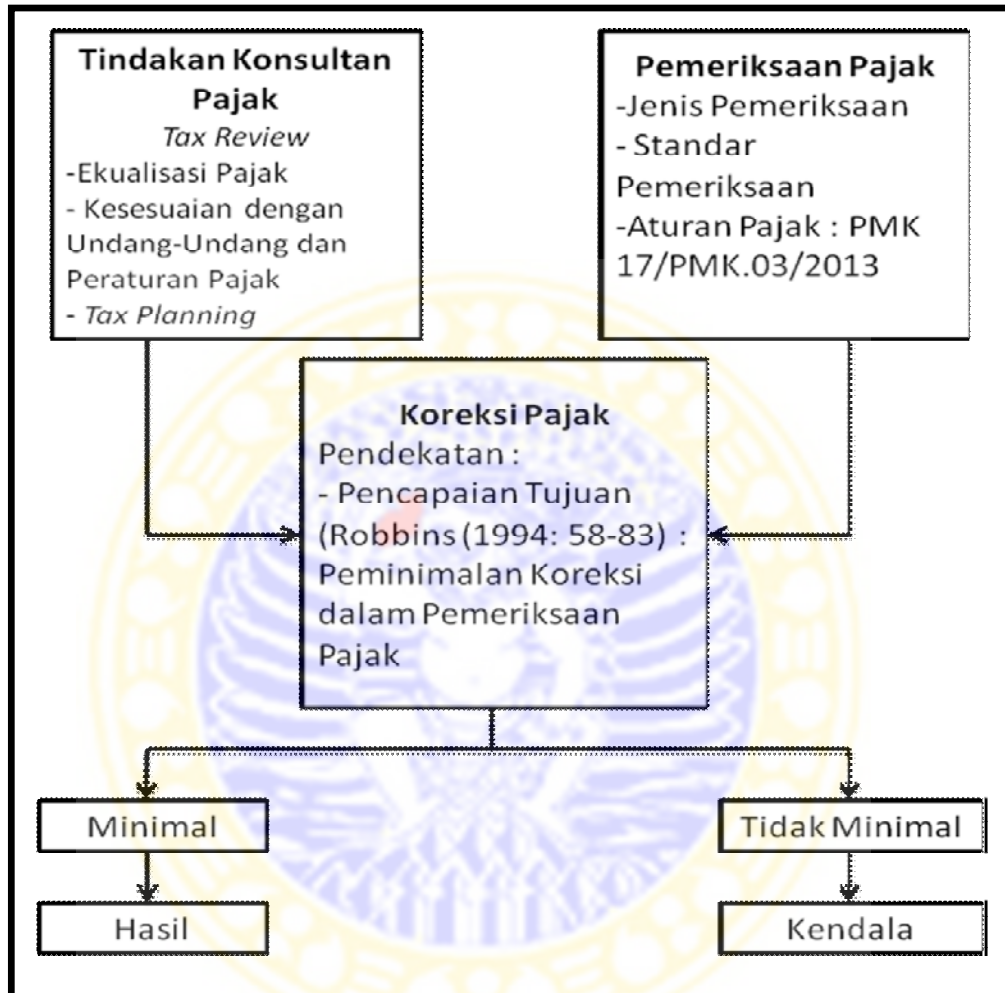 Tindakan Konsultan
Pajak
Tax Review
-Ekualisasi Pajak
- Kesesuaian dengan
Undang-Undang dan
Peraturan Pajak
- Tax Planning
Pemeriksaan Pajak
-Jenis Pemeriksaan
- Standar
Pemeriksaan
-Aturan Pajak : PMK
17/PMK.03/2013
Koreksi Pajak
Pendekatan :
- Pencapaian Tujuan
(Robbins (1994: 58-83) :
Peminimalan Koreksi
dalam Pemeriksaan
Pajak
Minimal
Tidak Minimal
Hasil
Kendala